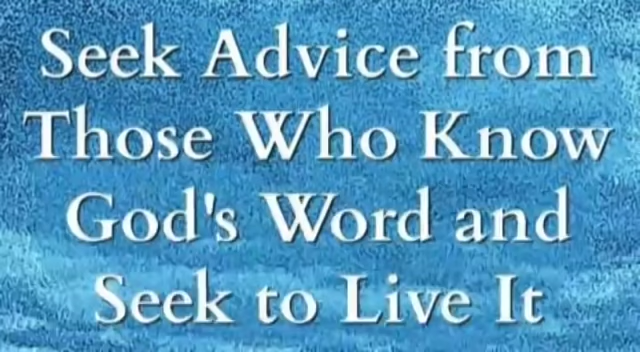 Seek Advice from
Those Who Know
God's Word and
Seek to Live It